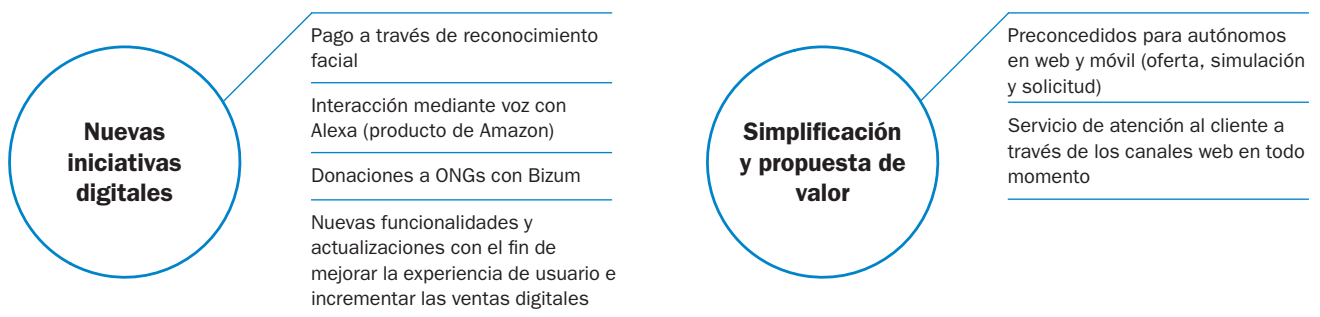 Nuevas
iniciativas
digitales
Pago a través de reconocimiento
facial
Interacción mediante voz con
Alexa (producto de Amazon)
Donaciones a ONGs con Bizum
Nuevas funcionalidades y
actualizaciones con el fin de
mejorar la experiencia de usuario e
incrementar las ventas digitales
Simplificación
y propuesta de
valor
Preconcedidos para autónomos
en web y móvil (oferta, simulación
y solicitud)
Servicio de atención al cliente a
través de los canales web en todo
momento